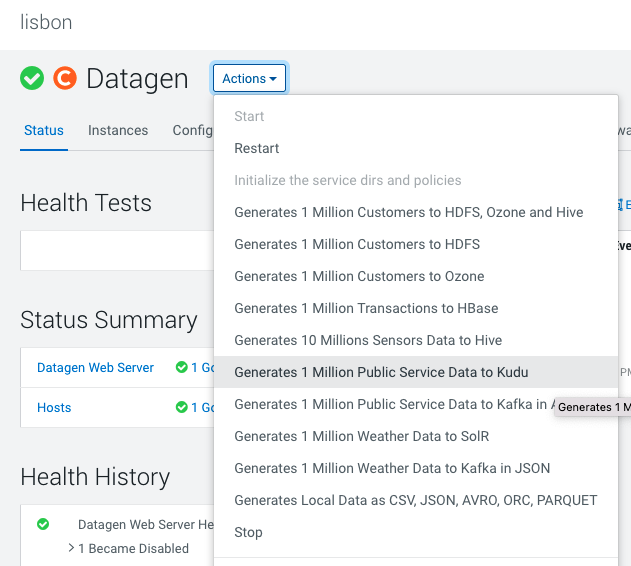 lisbon
Datagen
Actions
Status Instances Config
Start
Restart
Initialize the service dirs and policies
Generates 1 Million Customers to HDFS, Ozone and Hive
Generates 1 Million Customers to HDFS
Generates 1 Million Customers to Ozone
Generates 1 Million Transactions to HBase
Generates 10 Millions Sensors Data to Hive
Generates 1 Million Public Service Data to Kudu
Generates 1 Million Public Service Data to Kafka in A
Generates 1 M
Generates 1 Million Weather Data to SolR
Generates 1 Million Weather Data to Kafka in JSON
Generates Local Data as CSV, JSON, AVRO, ORC, PARQUET
Stop
Health Tests
Status Summary
Datagen Web Server 1 Go
Hosts 1 Go
Health History
Datagen Web Server He
1 Became Disabled